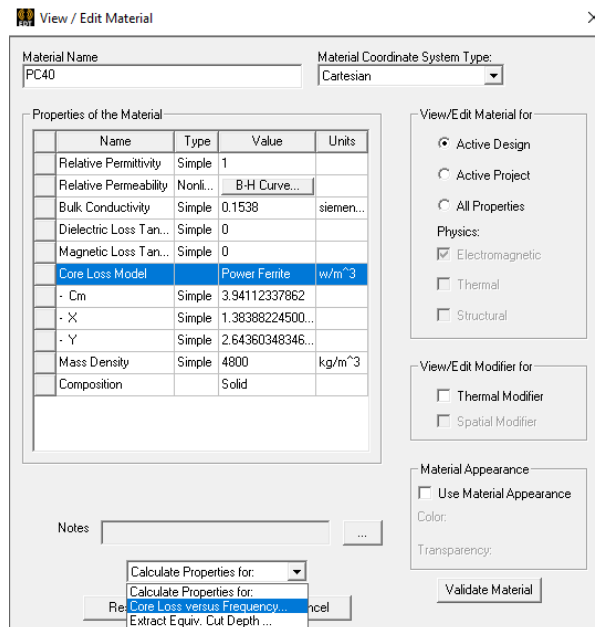 View / Edit Material
Material Name
Material Coordinate System Type:
PC40
Cartesian
Properties of the Material
Name Type Value Units
Relative Permittivity Simple 1
Relative Permeability Nonli... B-H Curve...
Bulk Conductivity Simple 0.1538 siemen...
Dielectric Loss Tan... Simple 0
Magnetic Loss Tan... Simple 0
Core Loss Model Power Ferrite w/m^3
- Cm Simple 3.94112337862
- X Simple 1.38388224500...
- Y Simple 2.64360348346...
Mass Density Simple 4800 kg/m^3
Composition Solid
View/Edit Material for
Active Design
Active Project
All Properties
Physics:
Electromagnetic
Thermal
Structural
View/Edit Modifier for
Thermal Modifier
Spatial Modifier
Material Appearance
Use Material Appearance
Color:
Transparency:
Notes
...
Calculate Properties for:
Calculate Properties for:
Core Loss versus Frequency...
Extract Equiv. Cut Depth ...
Validate Material